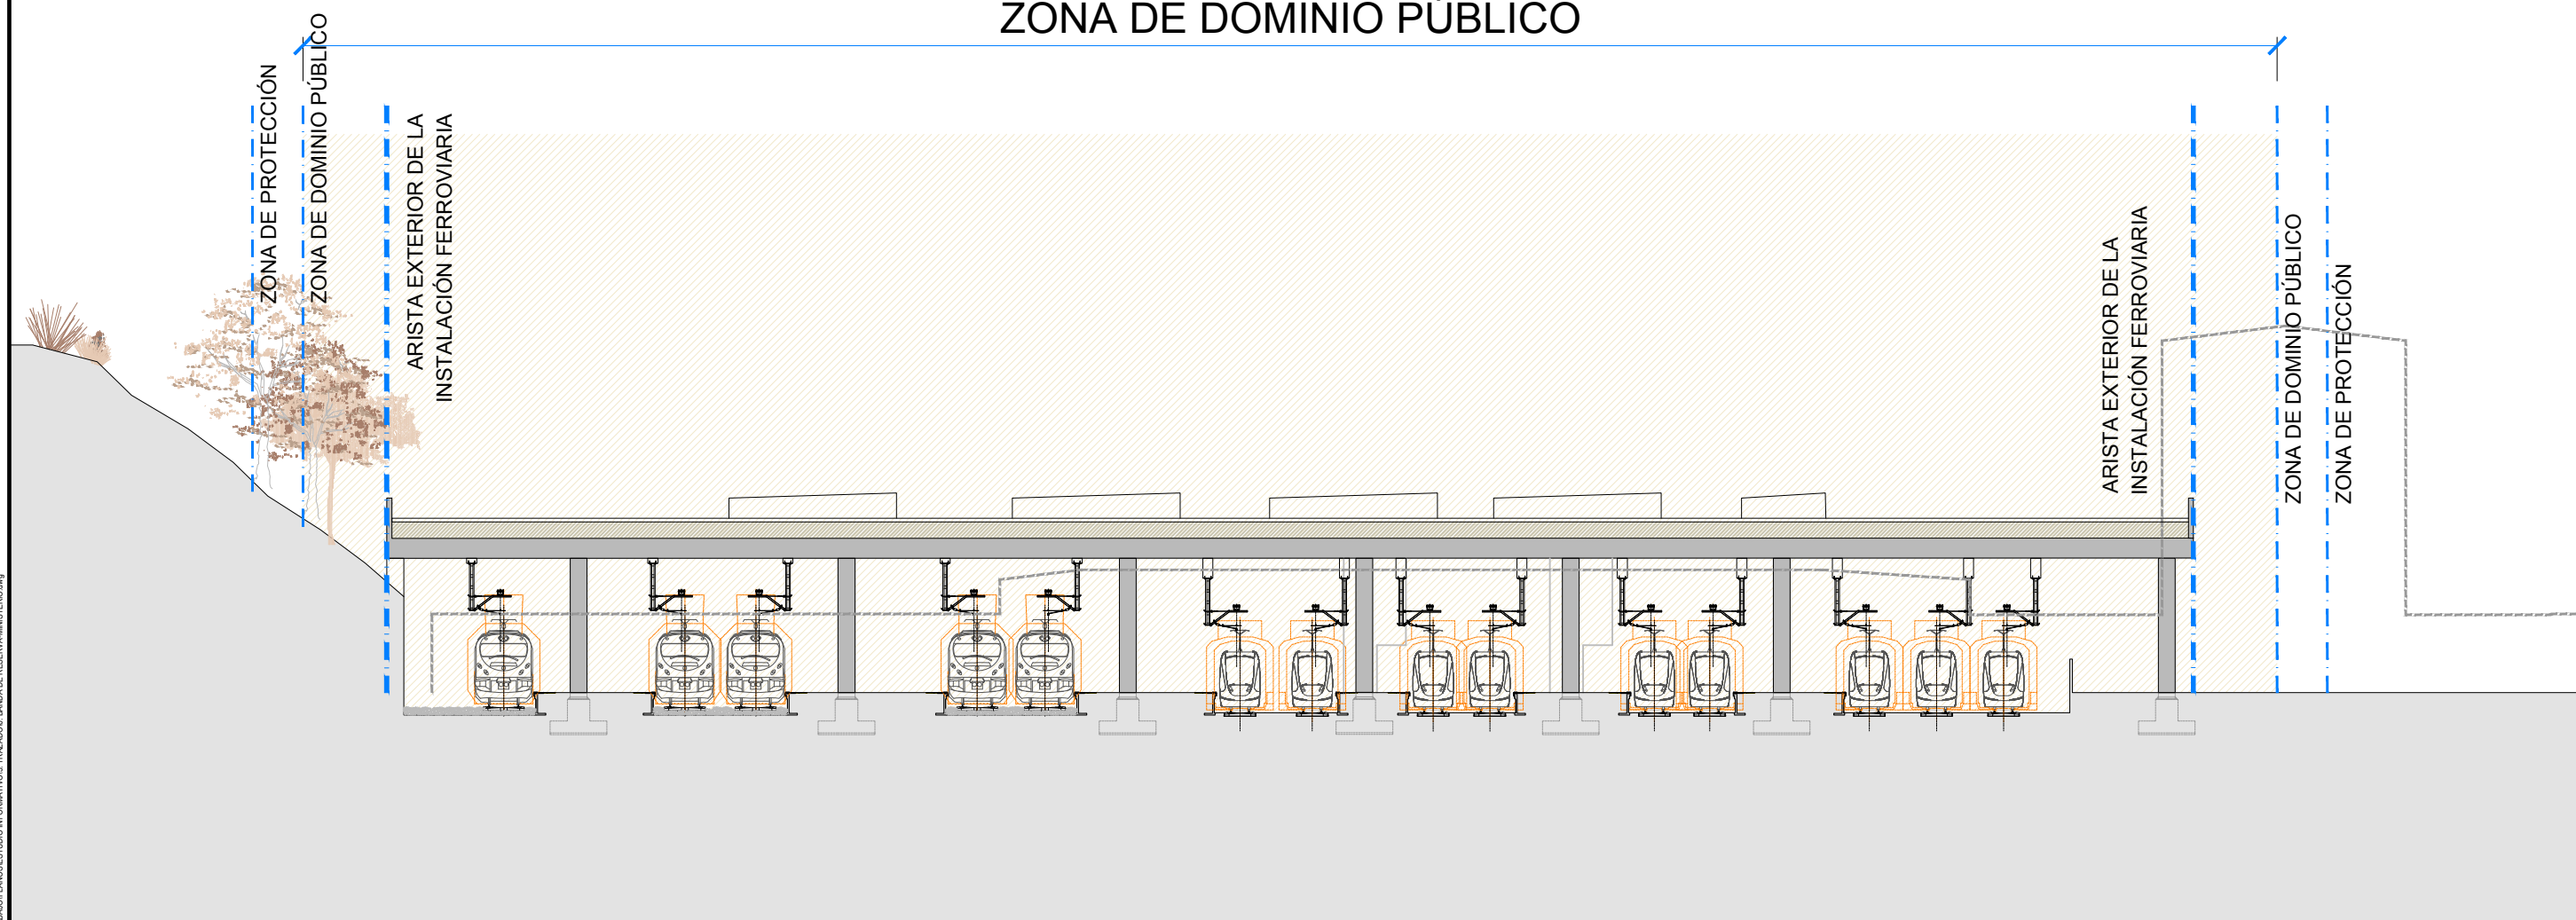 ZONA DE DOMINIO PÚBLICO
ZONA DE PROTECCIÓN
ZONA DE DOMINIO PÚBLICO
ARISTA EXTERIOR DE LA
INSTALACIÓN FERROVIARIA
ARISTA EXTERIOR DE LA
INSTALACIÓN FERROVIARIA
ZONA DE DOMINIO PÚBLICO
ZONA DE PROTECCIÓN